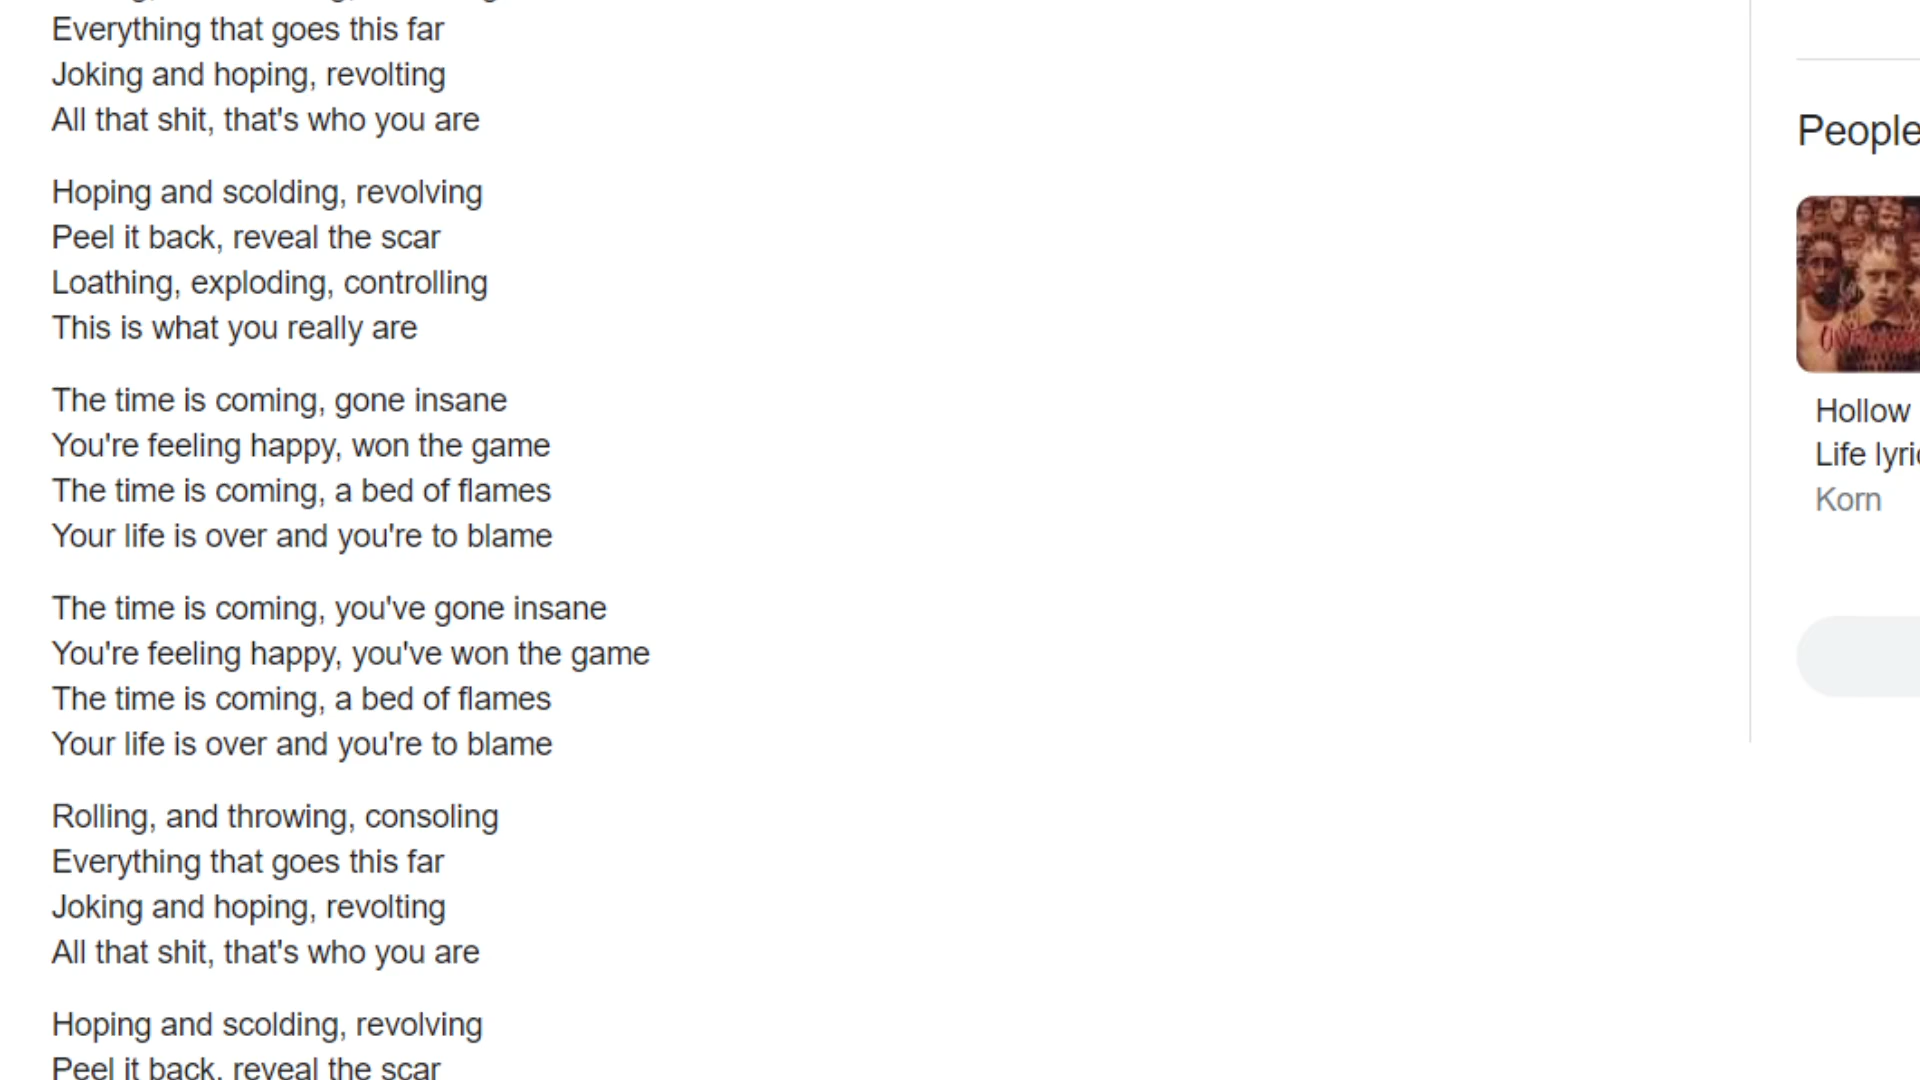 Everything that goes this far
Joking and hoping, revolting
All that shit, that's who you are
Hoping and scolding, revolving
Peel it back, reveal the scar
Loathing, exploding, controlling
This is what you really are
The time is coming, gone insane
You're feeling happy, won the game
The time is coming, a bed of flames
Your life is over and you're to blame
The time is coming, you've gone insane
You're feeling happy, you've won the game
The time is coming, a bed of flames
Your life is over and you're to blame
Rolling, and throwing, consoling
Everything that goes this far
Joking and hoping, revolting
All that shit, that's who you are
Hoping and scolding, revolving
Peel it back, reveal the scar
People
Hollow
Life
Korn